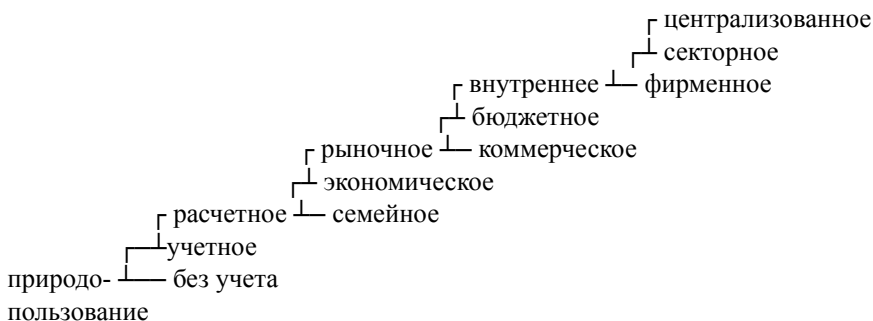 централизованное
секторное
внутреннее фирменное
бюджетное
рыночное коммерческое
экономическое
расчетное семейное
учетное
природо- без учета
пользование